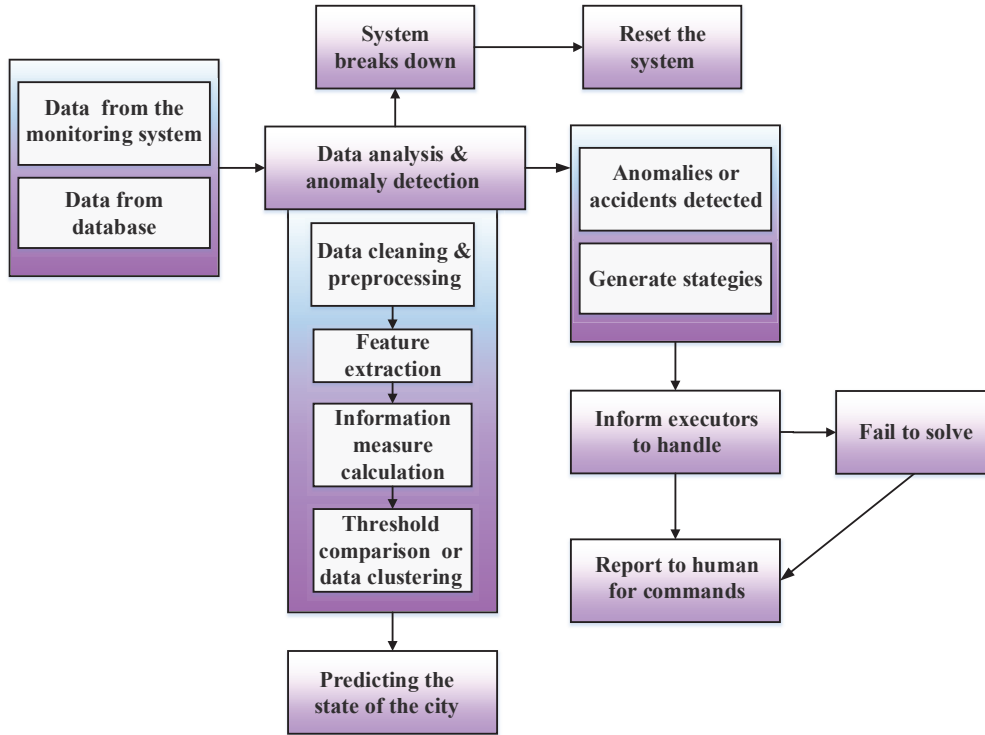 System
breaks down
Reset the
system
Data from the
monitoring system
Data from
database
Data analysis &
anomaly detection
Anomalies or
accidents detected
Generate stategies
Data cleaning &
preprocessing
Feature
extraction
Information
measure
calculation
Threshold
comparison or
data clustering
Predicting the
state of the city
Inform executors
to handle
Fail to solve
Report to human
for commands